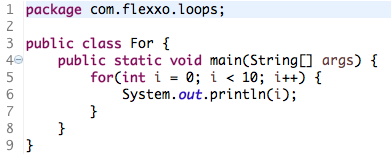 1 package com.flexxo.loops;
2
3 public class For {
4     public static void main(String[] args) {
5         for(int i = 0; i < 10; i++) {
6             System.out.println(i);
7         }
8     }
9 }